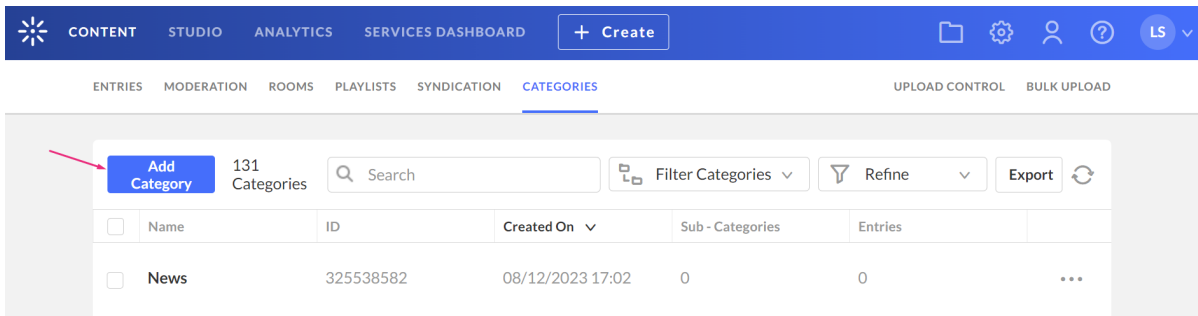 CONTENT STUDIO ANALYTICS SERVICES DASHBOARD + Create LS
ENTRIES MODERATION ROOMS PLAYLISTS SYNDICATION CATEGORIES UPLOAD CONTROL BULK UPLOAD
Add Category 131 Categories Search Filter Categories Refine Export
Name ID Created On Sub - Categories Entries
News 325538582 08/12/2023 17:02 0 0